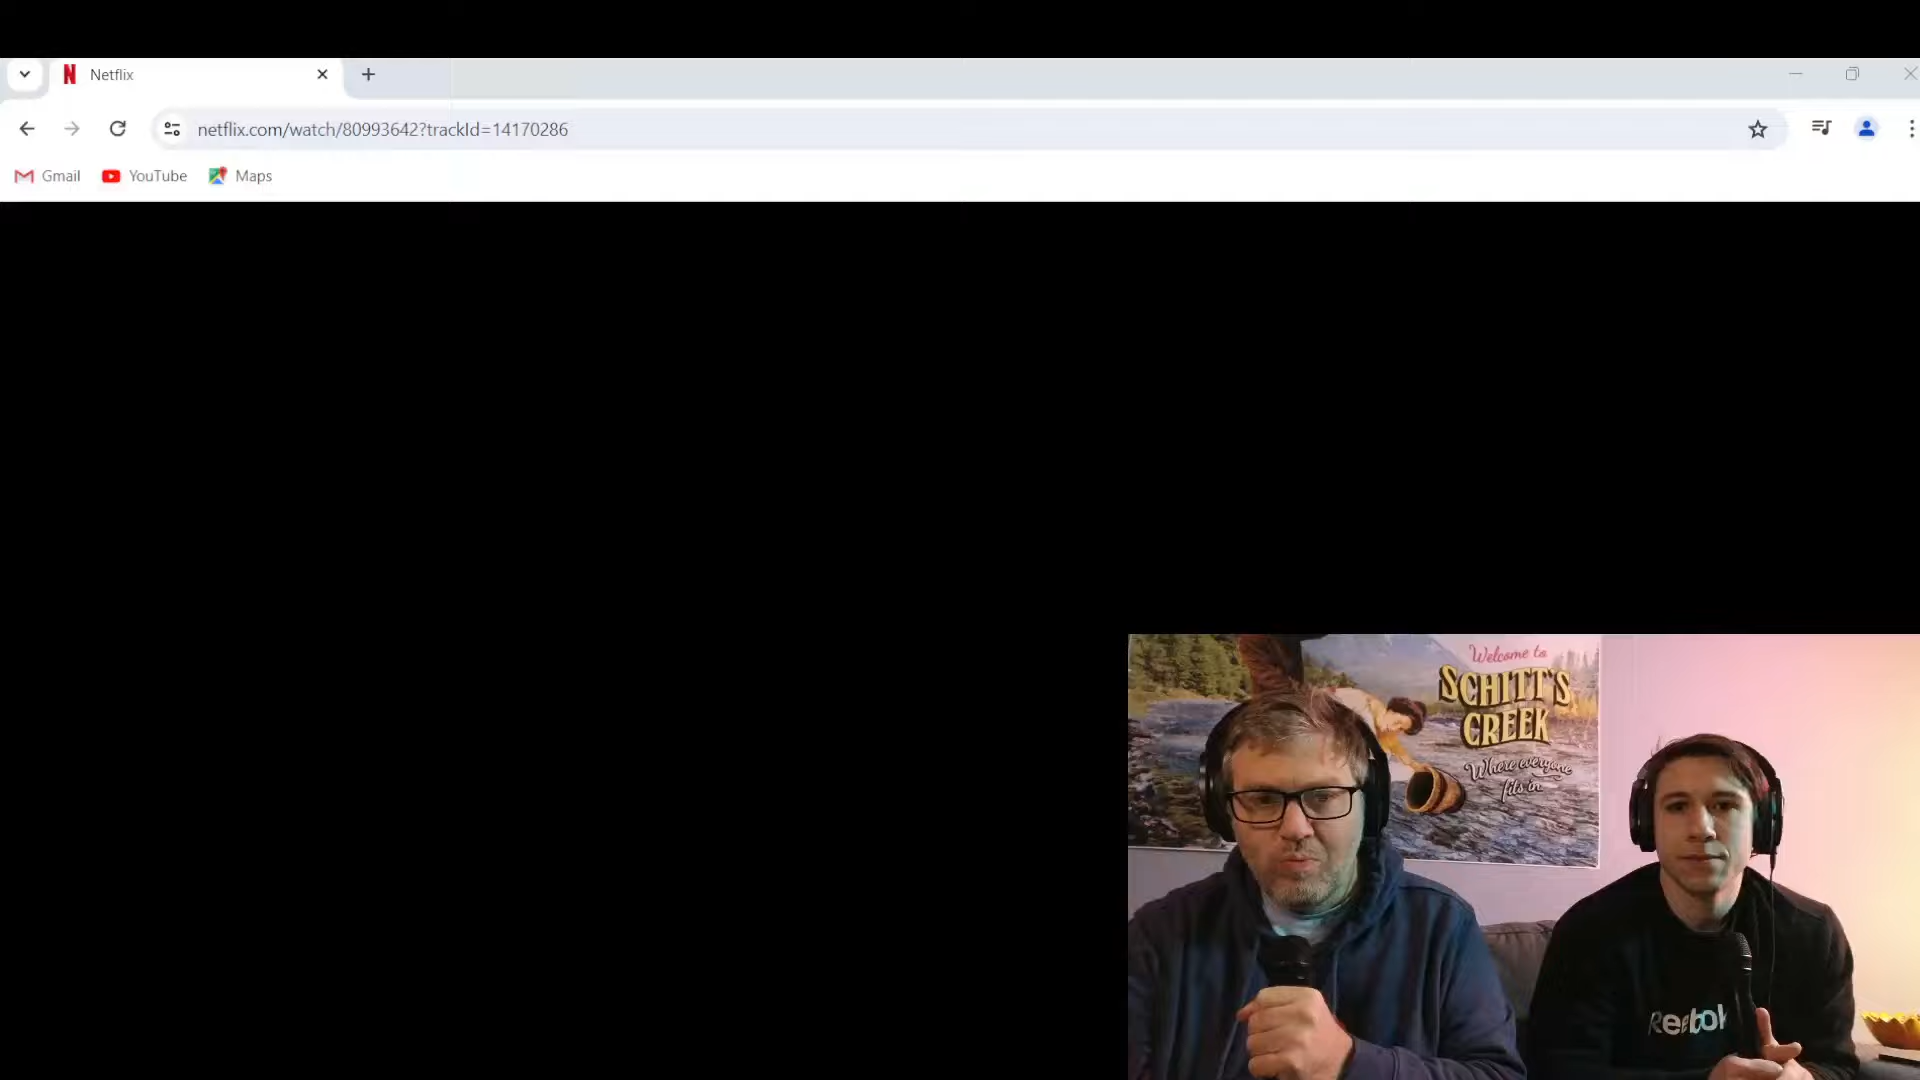 Netflix
netflix.com/watch/80993642?trackId=14170286
Gmail
YouTube
Maps
Welcome to
SCHITT'S
CREEK
Where everyone
fits in
Reebok